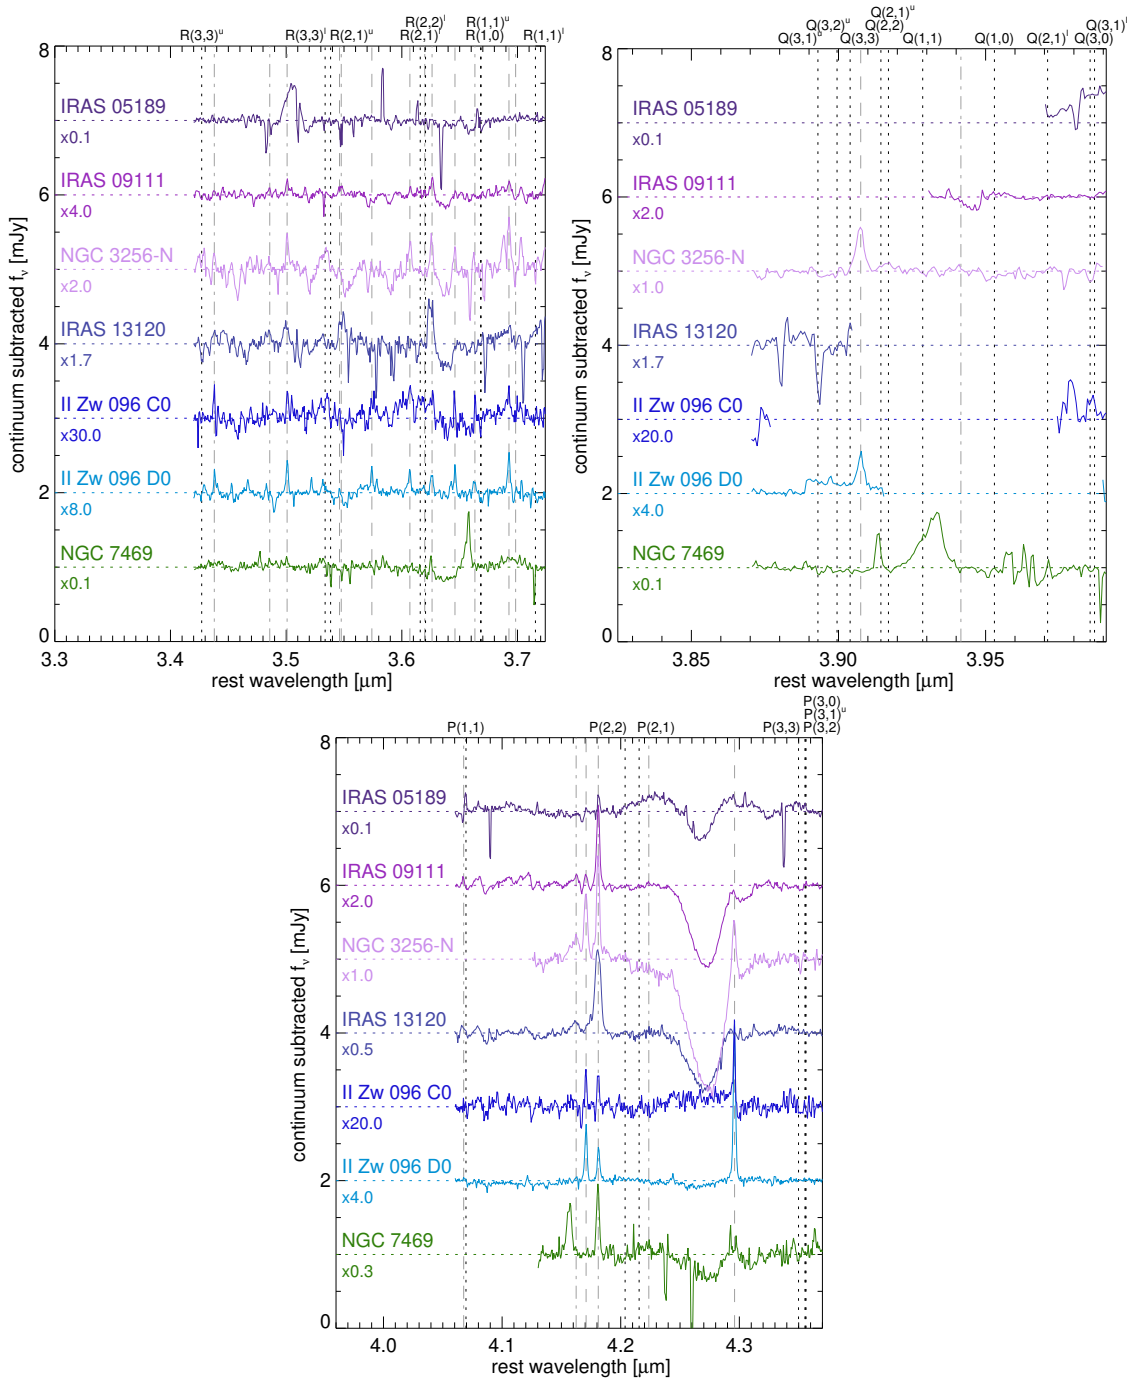 R(3,3)ᵘ
R(3,3)ˡ
R(2,1)ᵘ
R(2,2)ˡ
R(2,1)ˡ
R(1,1)ᵘ
R(1,0)
R(1,1)ˡ
8
6
4
2
0
continuum subtracted fᵥ [mJy]
IRAS 05189
x0.1
IRAS 09111
x4.0
NGC 3256-N
x2.0
IRAS 13120
x1.7
II Zw 096 C0
x30.0
II Zw 096 D0
x8.0
NGC 7469
x0.1
3.3 3.4 3.5 3.6 3.7
rest wavelength [μm]
Q(3,1)ᵘ
Q(3,2)ᵘ
Q(3,3)
Q(2,1)ᵘ
Q(2,2)
Q(1,1)
Q(1,0)
Q(2,1)ˡ
Q(3,1)ˡ
Q(3,0)
8
6
4
2
0
continuum subtracted fᵥ [mJy]
IRAS 05189
x0.1
IRAS 09111
x2.0
NGC 3256-N
x1.0
IRAS 13120
x1.7
II Zw 096 C0
x20.0
II Zw 096 D0
x4.0
NGC 7469
x0.1
3.85 3.90 3.95
rest wavelength [μm]
P(1,1)
P(2,2)
P(2,1)
P(3,3)
P(3,0)
P(3,1)ᵘ
P(3,2)
8
6
4
2
0
continuum subtracted fᵥ [mJy]
IRAS 05189
x0.1
IRAS 09111
x2.0
NGC 3256-N
x1.0
IRAS 13120
x0.5
II Zw 096 C0
x20.0
II Zw 096 D0
x4.0
NGC 7469
x0.3
4.0 4.1 4.2 4.3
rest wavelength [μm]